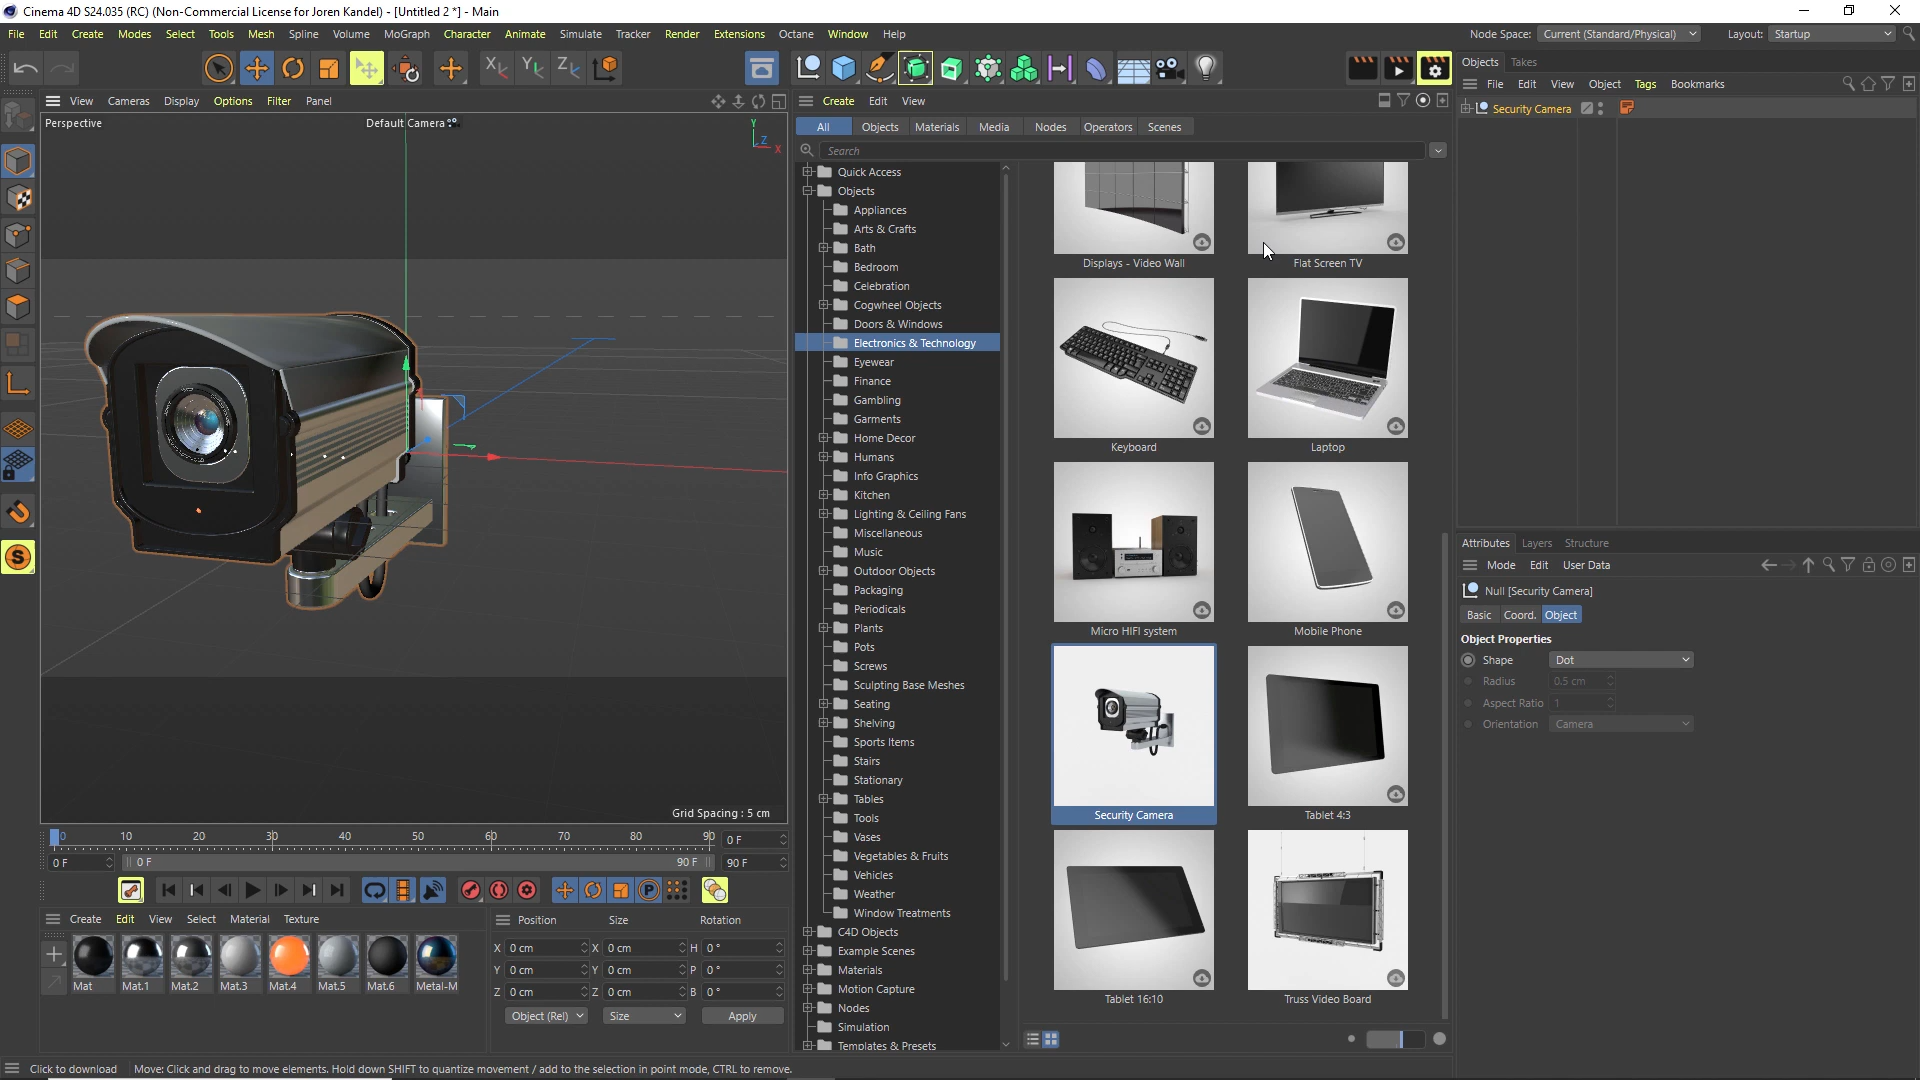 Cinema 4D S24.035 (RC) (Non-Commercial License for Joren Kandel) - [Untitled 2 *] - Main
File Edit Create Modes Select Tools Mesh Spline Volume MoGraph Character Animate Simulate Tracker Render Extensions Octane Window Help
Node Space: Current (Standard/Physical) Layout: Startup
View Cameras Display Options Filter Panel
Perspective
Default Camera
Y
Z
X
Grid Spacing : 5 cm
0 10 20 30 40 50 60 70 80 90 0 F
0 F 0 F 90 F 90 F
Create Edit View Select Material Texture
Mat Mat.1 Mat.2 Mat.3 Mat.4 Mat.5 Mat.6 Metal-M
Position Size Rotation
X 0 cm X 0 cm H 0 °
Y 0 cm Y 0 cm P 0 °
Z 0 cm Z 0 cm B 0 °
Object (Rel) Size Apply
Create Edit View
All Objects Materials Media Nodes Operators Scenes
Search
Quick Access
Objects
Appliances
Arts & Crafts
Bath
Bedroom
Celebration
Cogwheel Objects
Doors & Windows
Electronics & Technology
Eyewear
Finance
Gambling
Garments
Home Decor
Humans
Info Graphics
Kitchen
Lighting & Ceiling Fans
Miscellaneous
Music
Outdoor Objects
Packaging
Periodicals
Plants
Pots
Screws
Sculpting Base Meshes
Seating
Shelving
Sports Items
Stairs
Stationary
Tables
Tools
Vases
Vegetables & Fruits
Vehicles
Weather
Window Treatments
C4D Objects
Example Scenes
Materials
Motion Capture
Nodes
Simulation
Templates & Presets
Displays - Video Wall
Flat Screen TV
Keyboard
Laptop
Micro HIFI system
Mobile Phone
Security Camera
Tablet 4:3
Tablet 16:10
Truss Video Board
Objects Takes
File Edit View Object Tags Bookmarks
Security Camera
Attributes Layers Structure
Mode Edit User Data
Null [Security Camera]
Basic Coord. Object
Object Properties
Shape Dot
Radius 0.5 cm
Aspect Ratio 1
Orientation Camera
Click to download Move: Click and drag to move elements. Hold down SHIFT to quantize movement / add to the selection in point mode, CTRL to remove.